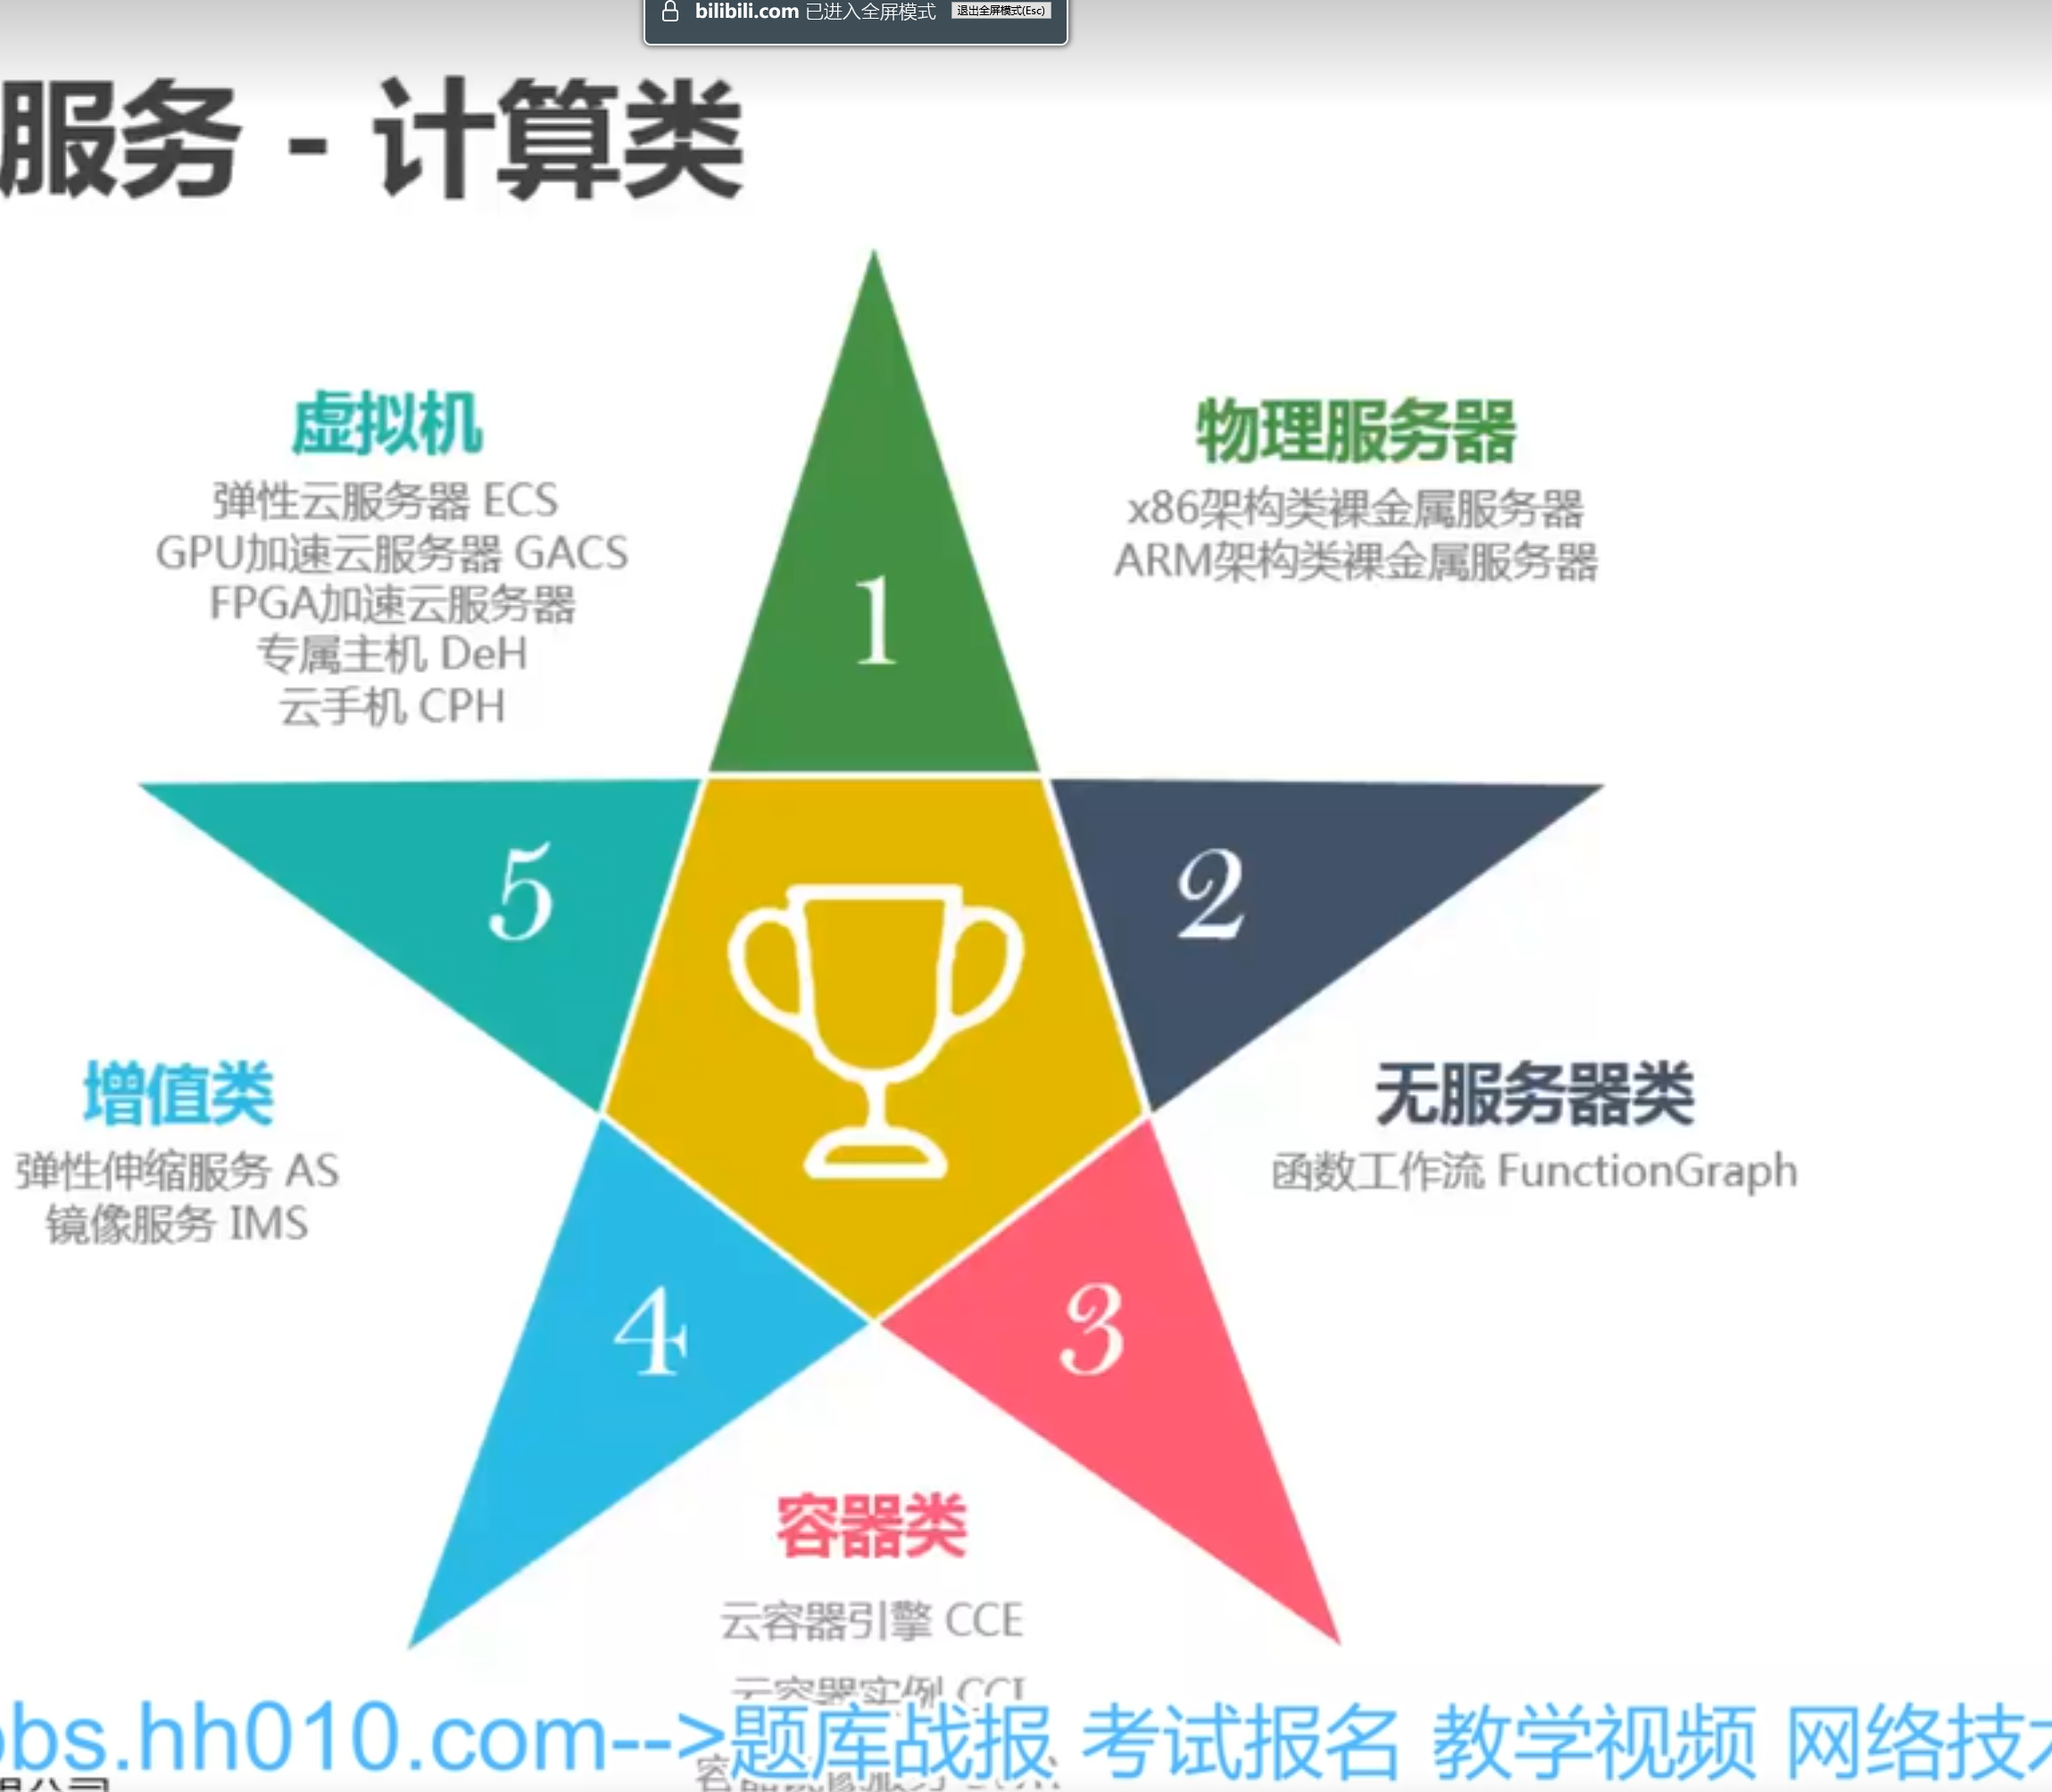 bilibili.com 已进入全屏模式 退出全屏模式(Esc)
服务 - 计算类
虚拟机
弹性云服务器 ECS
GPU加速云服务器 GACS
FPGA加速云服务器
专属主机 DeH
云手机 CPH
物理服务器
x86架构类裸金属服务器
ARM架构类裸金属服务器
1
5
2
增值类
弹性伸缩服务 AS
镜像服务 IMS
无服务器类
函数工作流 FunctionGraph
4
3
容器类
云容器引擎 CCE
云容器实例 CCI
bs.hh010.com-->题库战报 考试报名 教学视频 网络技